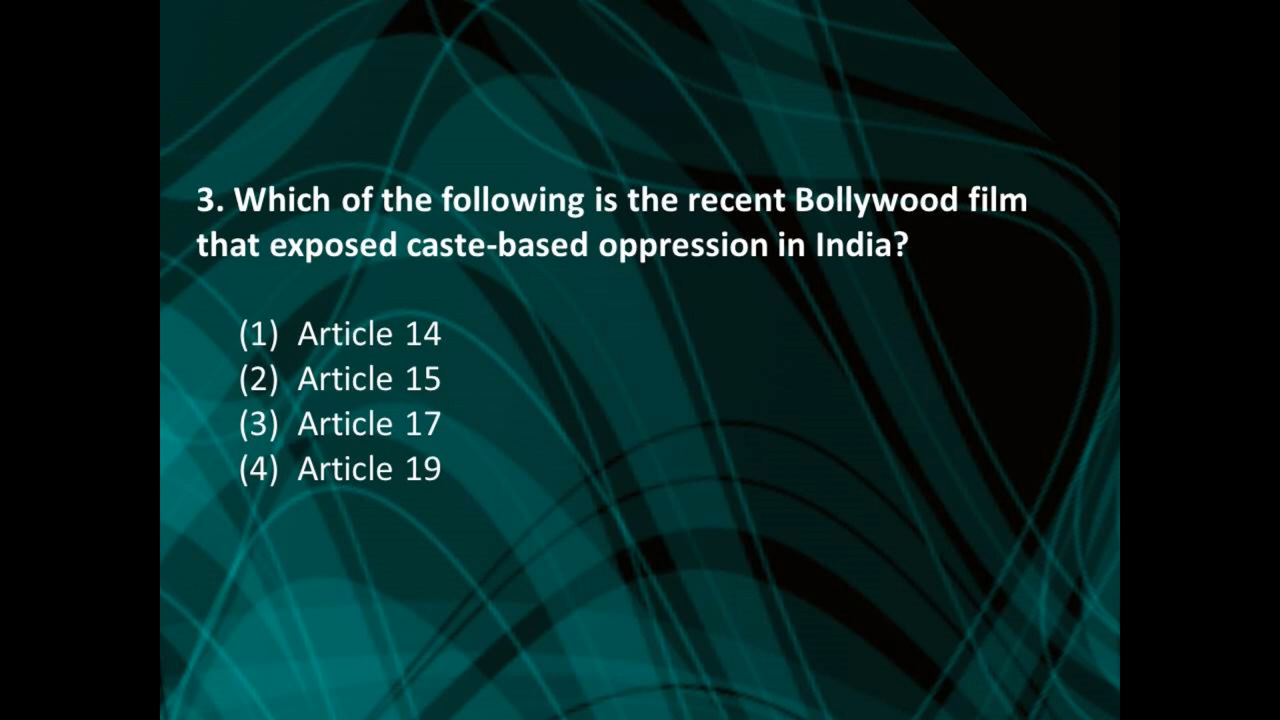 3. Which of the following is the recent Bollywood film
that exposed caste-based oppression in India?
(1) Article 14
(2) Article 15
(3) Article 17
(4) Article 19